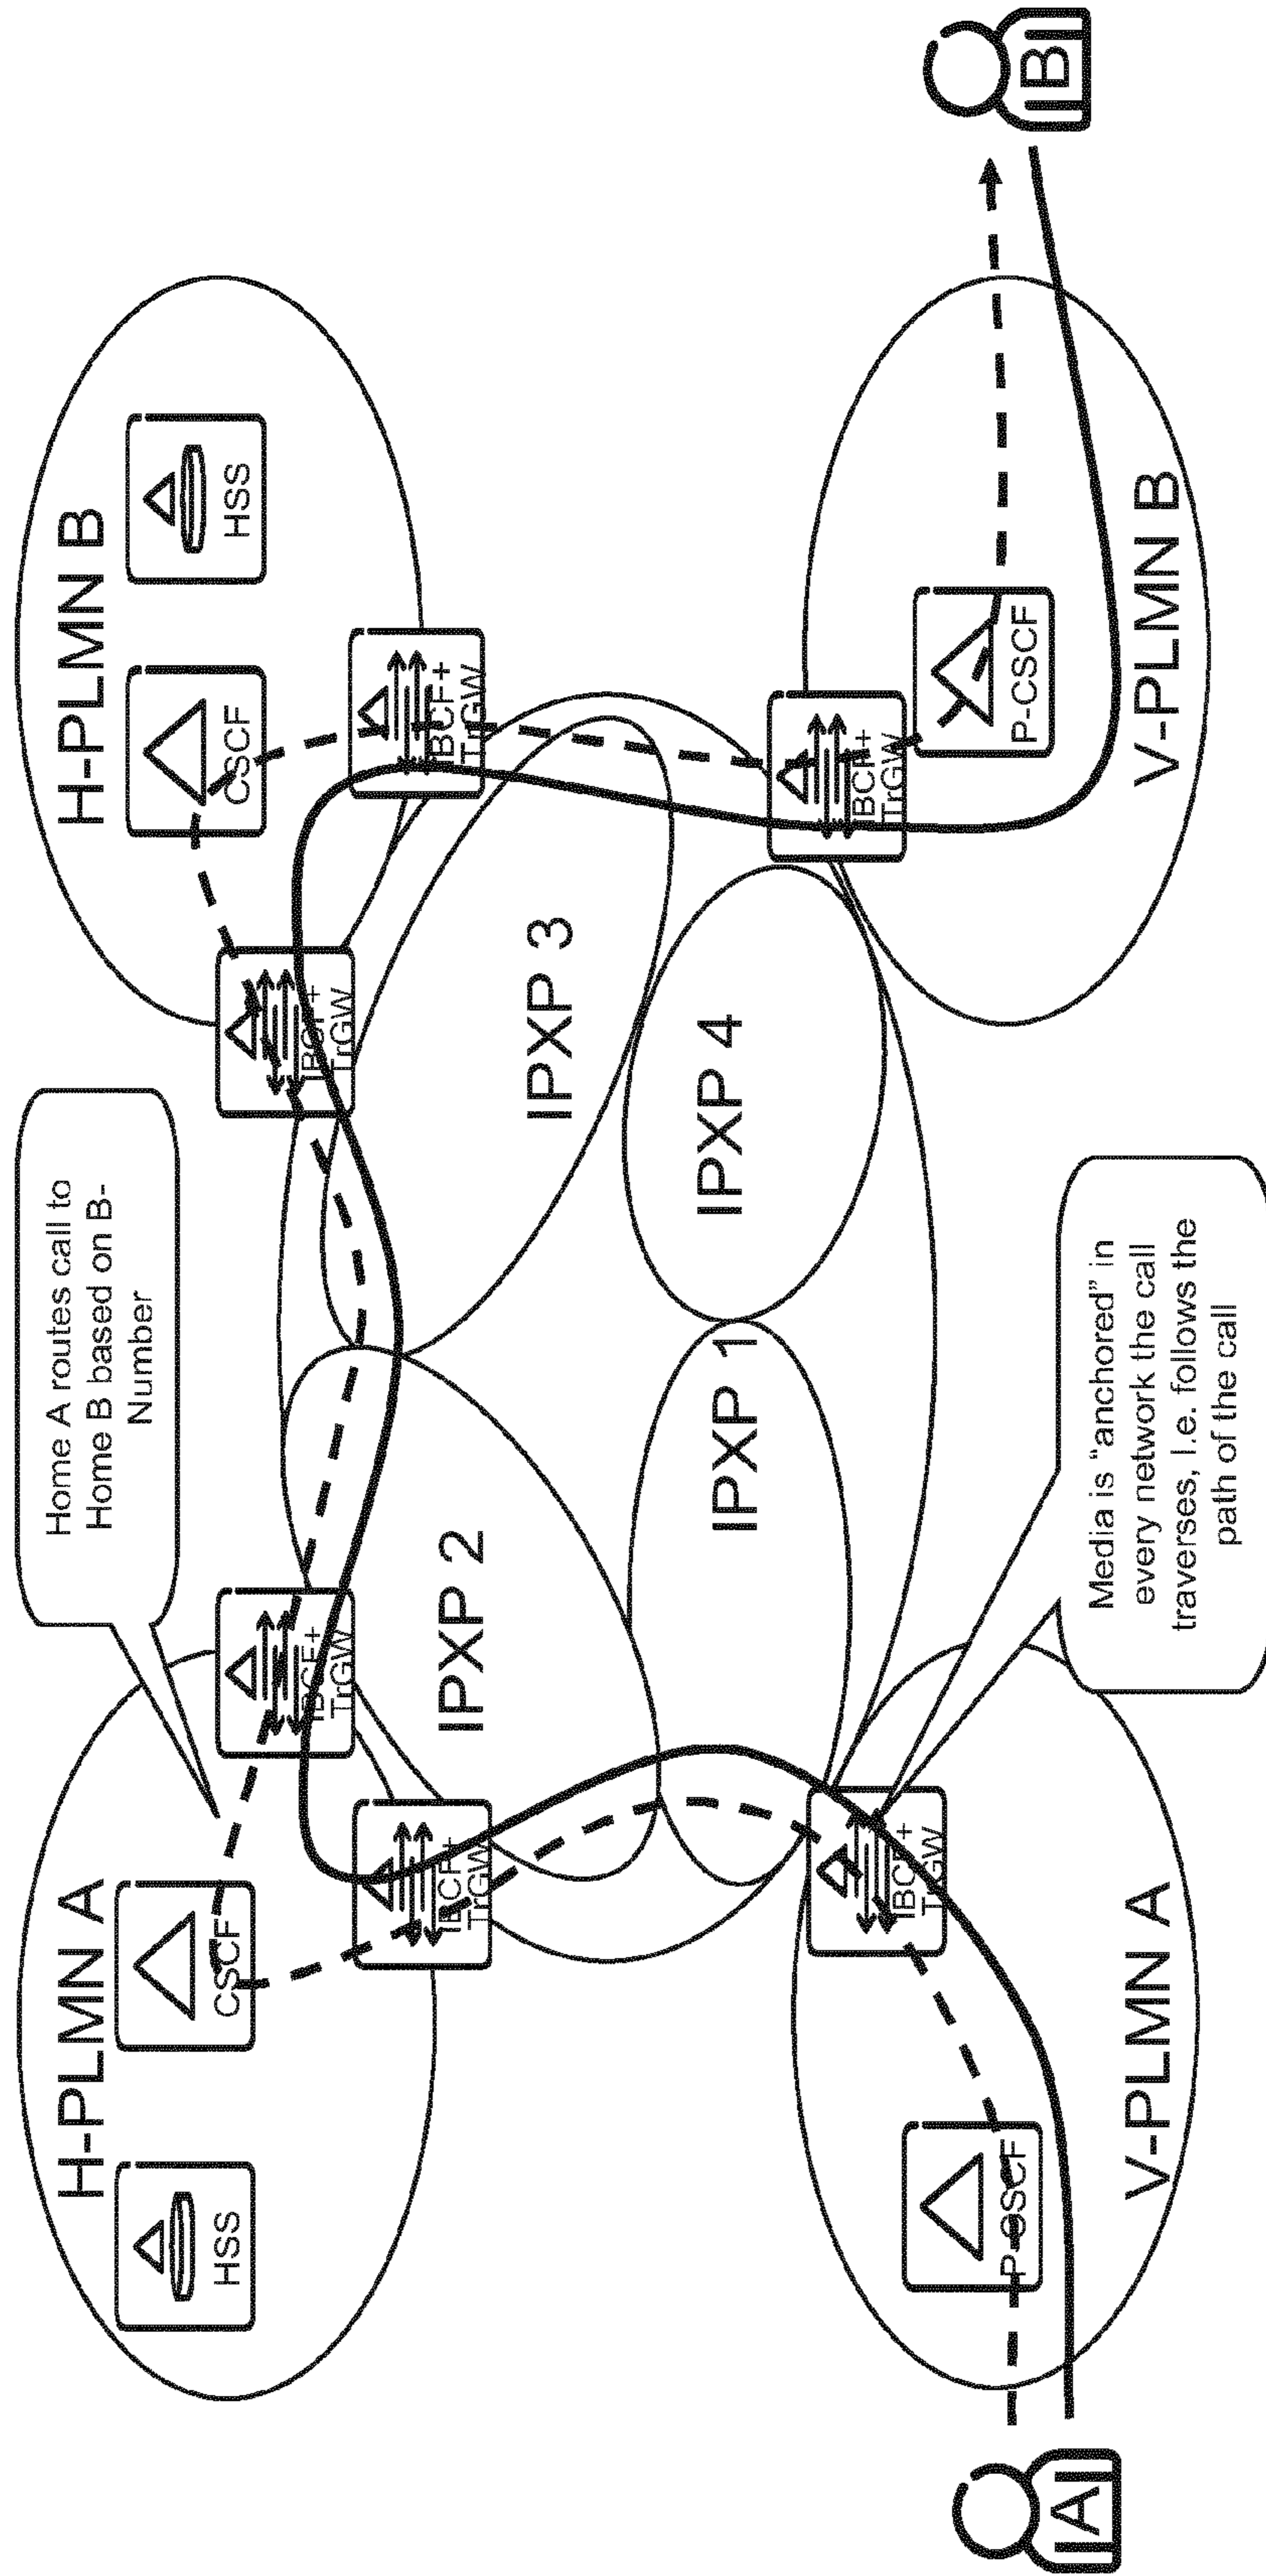 H-PLMN A
HSS
CSCF
IBCF+
TrGW
IBCF+
TrGW
Home A routes call to
Home B based on B-
Number
H-PLMN B
CSCF
HSS
IBCF+
TrGW
IBCF+
TrGW
IPXP 2
IPXP 3
IPXP 1
IPXP 4
V-PLMN A
P-CSCF
IBCF+
TrGW
Media is “anchored” in
every network the call
traverses, I.e. follows the
path of the call
V-PLMN B
IBCF+
TrGW
P-CSCF
A
B